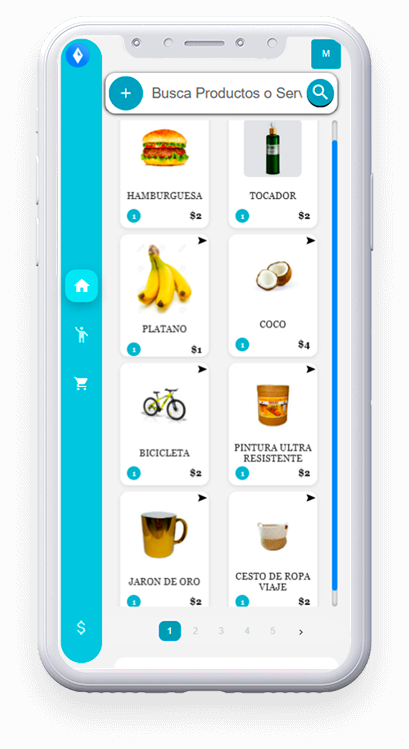 M
+ Busca Productos o Serv
HAMBURGUESA
1 $2
TOCADOR
1 $2
PLATANO
1 $1
COCO
1 $4
BICICLETA
1 $2
PINTURA ULTRA
RESISTENTE
1 $2
JARON DE ORO
1 $2
CESTO DE ROPA
VIAJE
1 $2
$
1 2 3 4 5 ›